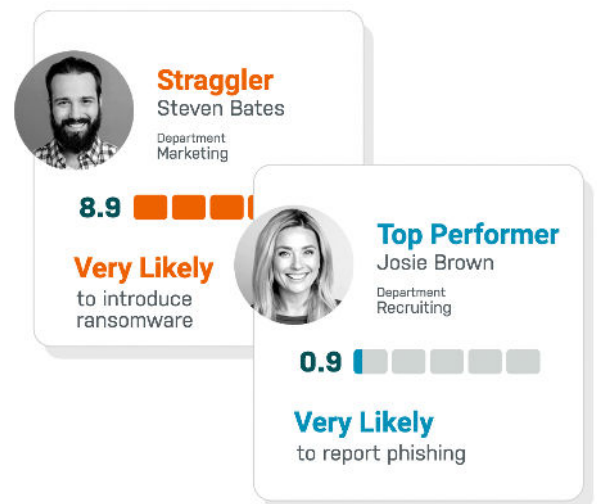 Straggler
Steven Bates
Department
Marketing
8.9
Very Likely
to introduce
ransomware
Top Performer
Josie Brown
Department
Recruiting
0.9
Very Likely
to report phishing